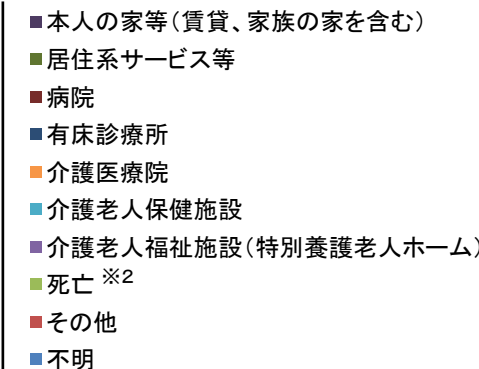 本人の家等（賃貸、家族の家を含む）
居住系サービス等
病院
有床診療所
介護医療院
介護老人保健施設
介護老人福祉施設（特別養護老人ホーム）
死亡 ※2
その他
不明